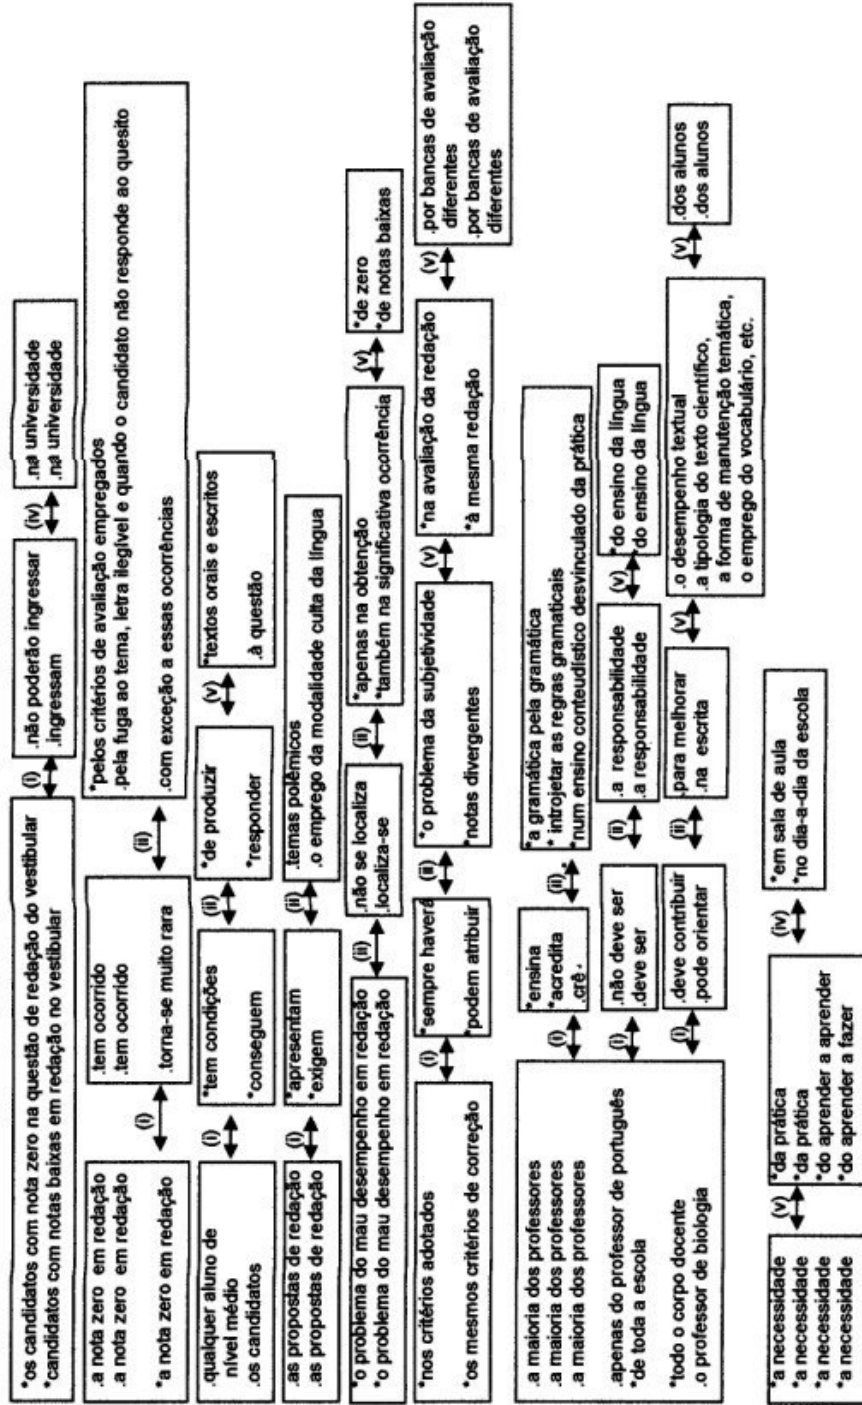 *os candidatos com nota zero na questão de redação do vestibular
*candidatos com notas baixas em redação no vestibular
(i)
.não poderão ingressar
.ingressam
(iv)
.na universidade
.na universidade
.a nota zero em redação
.a nota zero em redação
*a nota zero em redação
(i)
.tem ocorrido
.tem ocorrido
.torna-se muito rara
(ii)
*pelos critérios de avaliação empregados
.pela fuga ao tema, letra ilegível e quando o candidato não responde ao quesito
.com exceção a essas ocorrências
.qualquer aluno de
nível médio
.os candidatos
(i)
*tem condições
*conseguem
(ii)
*de produzir
*responder
(v)
*textos orais e escritos
.à questão
.as propostas de redação
.as propostas de redação
(i)
*apresentam
*exigem
(ii)
.temas polêmicos
.o emprego da modalidade culta da língua
*o problema do mau desempenho em redação
*o problema do mau desempenho em redação
(ii)
.não se localiza
.localiza-se
(ii)
*apenas na obtenção
*também na significativa ocorrência
(v)
*de zero
*de notas baixas
*nos critérios adotados
*os mesmos critérios de correção
(i)
*sempre haverá
*podem atribuir
(ii)
*o problema da subjetividade
*notas divergentes
(v)
*na avaliação da redação
*à mesma redação
(v)
.por bancas de avaliação
diferentes
.por bancas de avaliação
diferentes
.a maioria dos professores
.a maioria dos professores
.a maioria dos professores
(i)
*ensina
*acredita
.crê .
(ii) .
*a gramática pela gramática
* introjetar as regras gramaticais
*num ensino conteudístico desvinculado da prática
.apenas do professor de português
*de toda a escola
(i)
.não deve ser
.deve ser
(ii)
.a responsabilidade
.a responsabilidade
(v)
*do ensino da língua
*do ensino da língua
*todo o corpo docente
.o professor de biologia
(i)
.deve contribuir
.pode orientar
(ii)
.para melhorar
.na escrita
(v)
.o desempenho textual
.a tipologia do texto científico,
a forma de manutenção temática,
o emprego do vocabulário, etc.
(v)
.dos alunos
.dos alunos
*a necessidade
*a necessidade
*a necessidade
*a necessidade
(v)
*da prática
*da prática
*do aprender a aprender
*do aprender a fazer
(iv)
*em sala de aula
*no dia-a-dia da escola